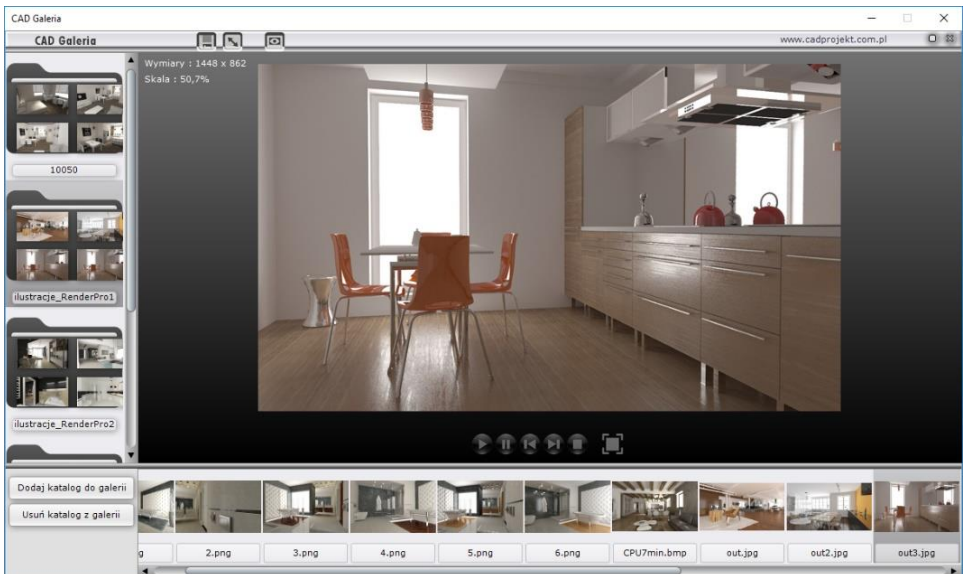 CAD Galeria
CAD Galeria
www.cadprojekt.com.pl
Wymiary : 1448 x 862
Skala : 50,7%
10050
ilustracje_RenderPro1
ilustracje_RenderPro2
Dodaj katalog do galerii
Usuń katalog z galerii
g
2.png
3.png
4.png
5.png
6.png
CPU7min.bmp
out.jpg
out2.jpg
out3.jpg